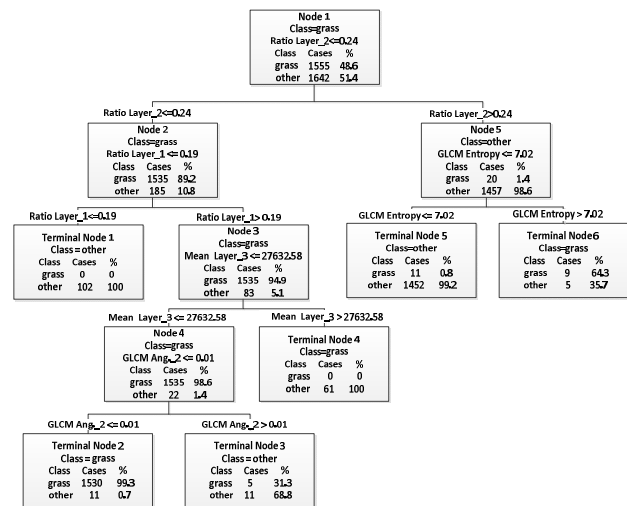 Node 1
Class=grass
Ratio Layer_2<=0.24
Class Cases %
grass 1555 48.6
other 1642 51.4
Ratio Layer_2<=0.24
Ratio Layer_2>0.24
Node 2
Class=grass
Ratio Layer_1 <= 0.19
Class Cases %
grass 1535 89.2
other 185 10.8
Node 5
Class=other
GLCM Entropy <= 7.02
Class Cases %
grass 20 1.4
other 1457 98.6
Ratio Layer_1<=0.19
Ratio Layer_1> 0.19
GLCM Entropy<= 7.02
GLCM Entropy > 7.02
Terminal Node 1
Class = other
Class Cases %
grass 0 0
other 102 100
Node 3
Class=grass
Mean Layer_3 <=27632.58
Class Cases %
grass 1535 94.9
other 83 5.1
Terminal Node 5
Class=other
Class Cases %
grass 11 0.8
other 1452 99.2
Terminal Node6
Class=grass
Class Cases %
grass 9 64.3
other 5 35.7
Mean Layer_3 <= 27632.58
Mean Layer_3 >27632.58
Node 4
Class=grass
GLCM Ang._2 <= 0.01
Class Cases %
grass 1535 98.6
other 22 1.4
Terminal Node 4
Class=grass
Class Cases %
grass 0 0
other 61 100
GLCM Ang._2 <= 0.01
GLCM Ang._2 > 0.01
Terminal Node 2
Class = grass
Class Cases %
grass 1530 99.3
other 11 0.7
Terminal Node 3
Class = other
Class Cases %
grass 5 31.3
other 11 68.8